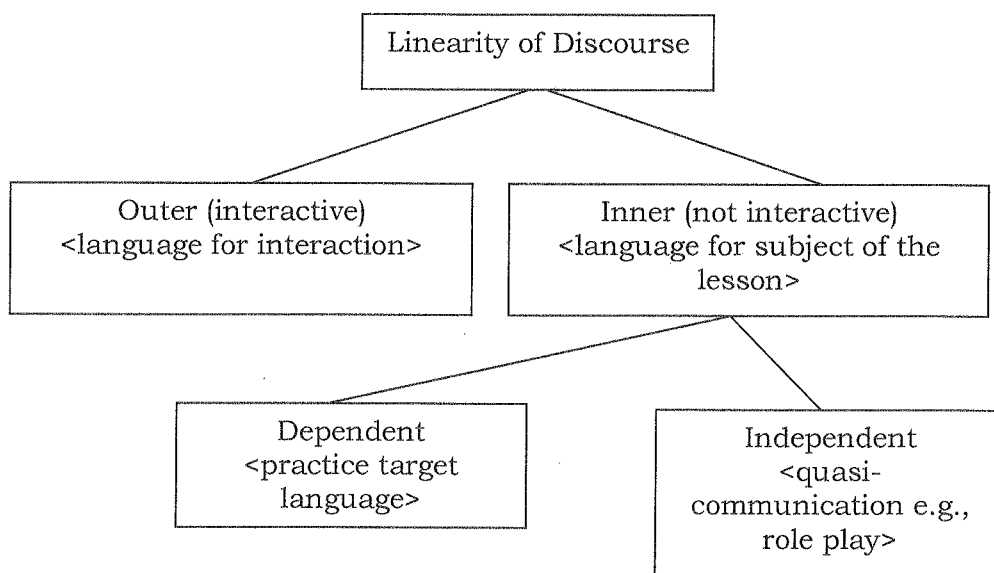 Linearity of Discourse
Outer (interactive)
<language for interaction>
Inner (not interactive)
<language for subject of the
lesson>
Dependent
<practice target
language>
Independent
<quasi-
communication e.g.,
role play>